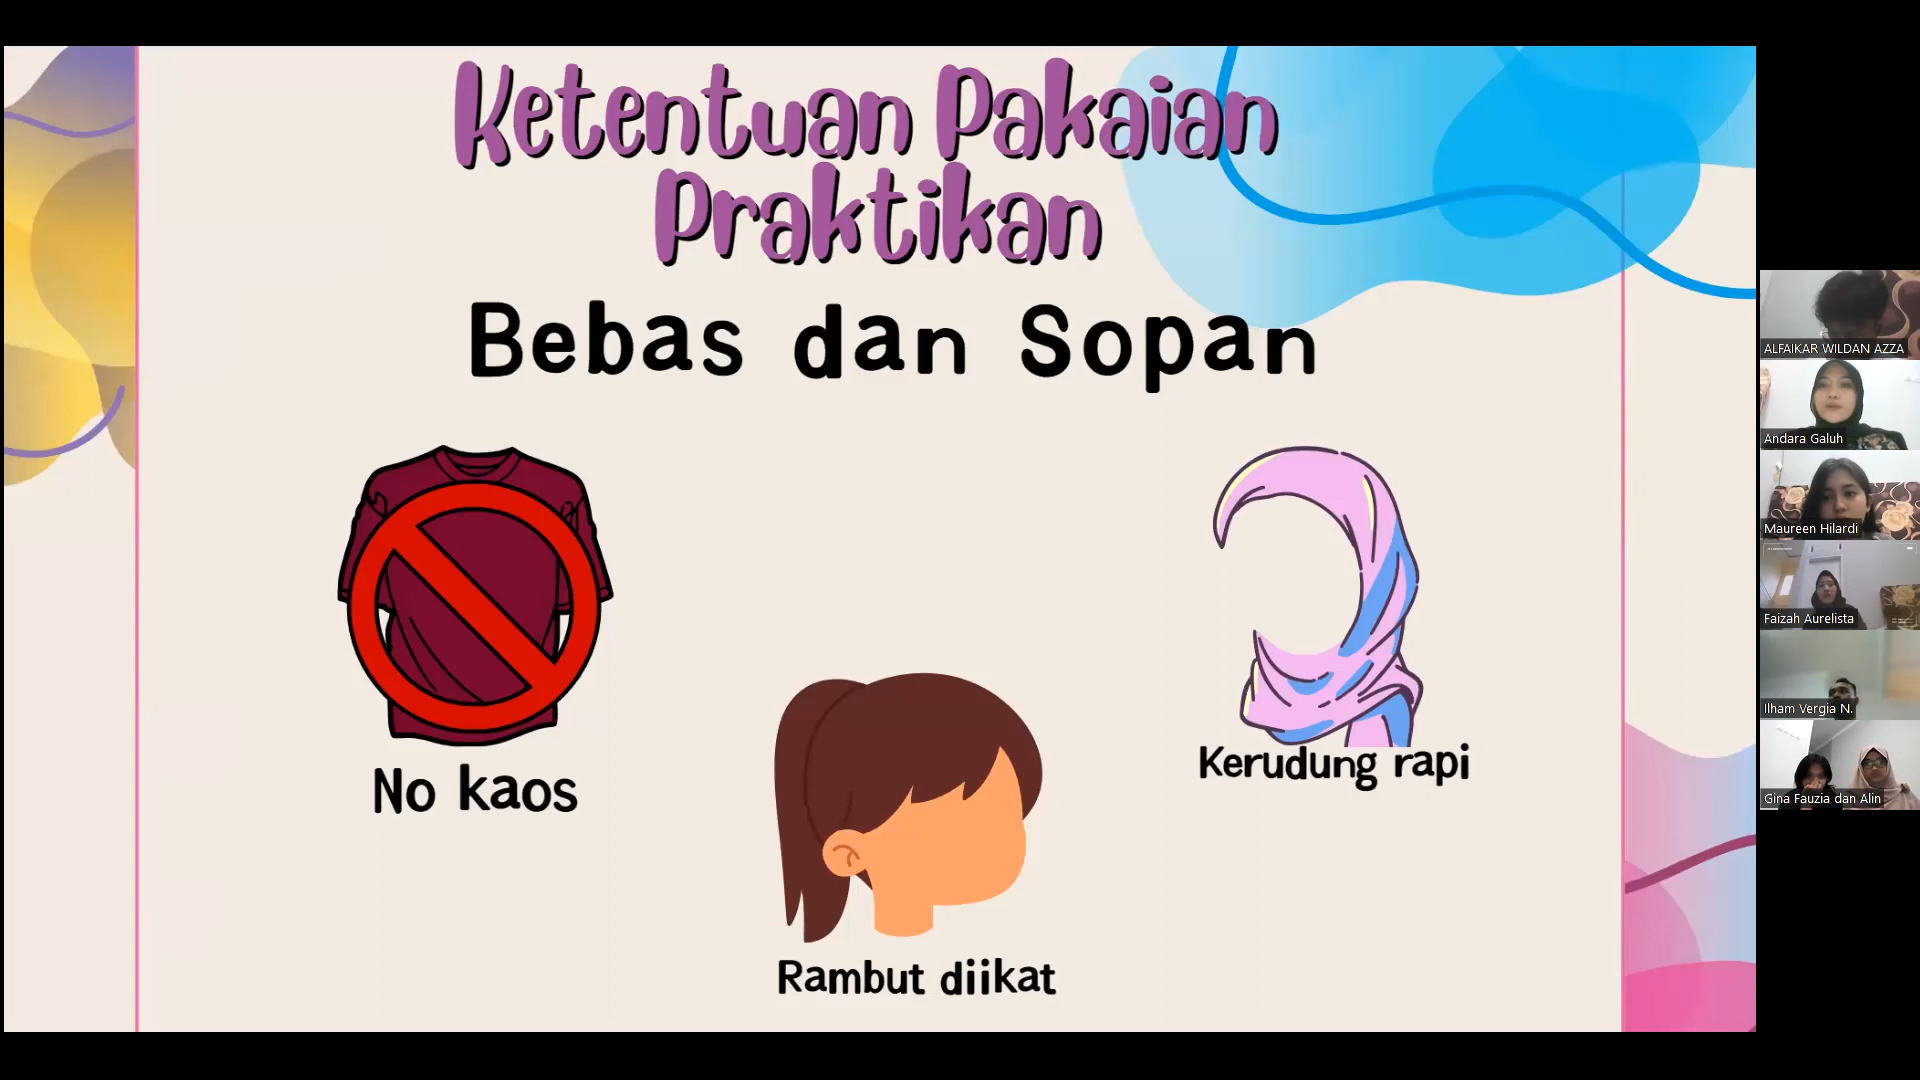 Ketentuan Pakaian
Praktikan
Bebas dan Sopan
No kaos
Rambut diikat
Kerudung rapi
ALFAIKAR WILDAN AZZA
Andara Galuh
Maureen Hilardi
Faizah Aurelista
Ilham Vergia N.
Gina Fauzia dan Alin